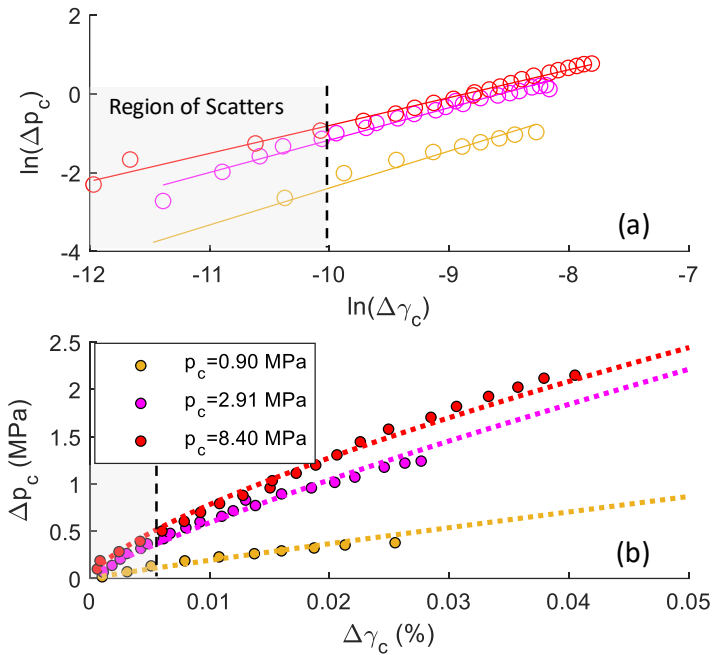 2
0
-2
-4
ln(Δp_c)
Region of Scatters
(a)
-12 -11 -10 -9 -8 -7
ln(Δγ_c)
2.5
2
1.5
1
0.5
0
Δp_c (MPa)
p_c=0.90 MPa
p_c=2.91 MPa
p_c=8.40 MPa
(b)
0 0.01 0.02 0.03 0.04 0.05
Δγ_c (%)